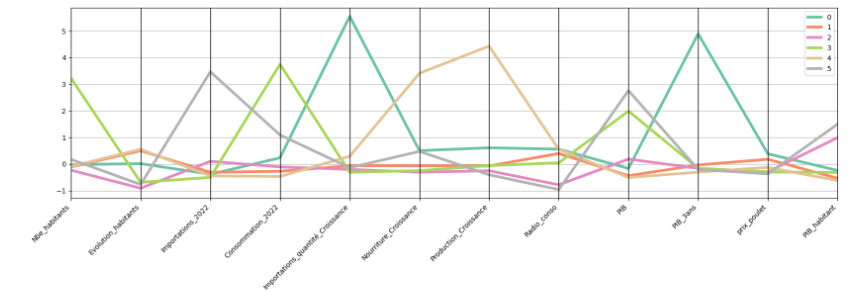 5
4
3
2
1
0
−1
0
1
2
3
4
5
Nbe_habitants
Evolution_habitants
Importations_2022
Consommation_2022
Importations_quantité_Croissance
Nourriture_Croissance
Production_Croissance
Radio_conso
PIB
PIB_3ans
prix_poulet
PIB_habitant